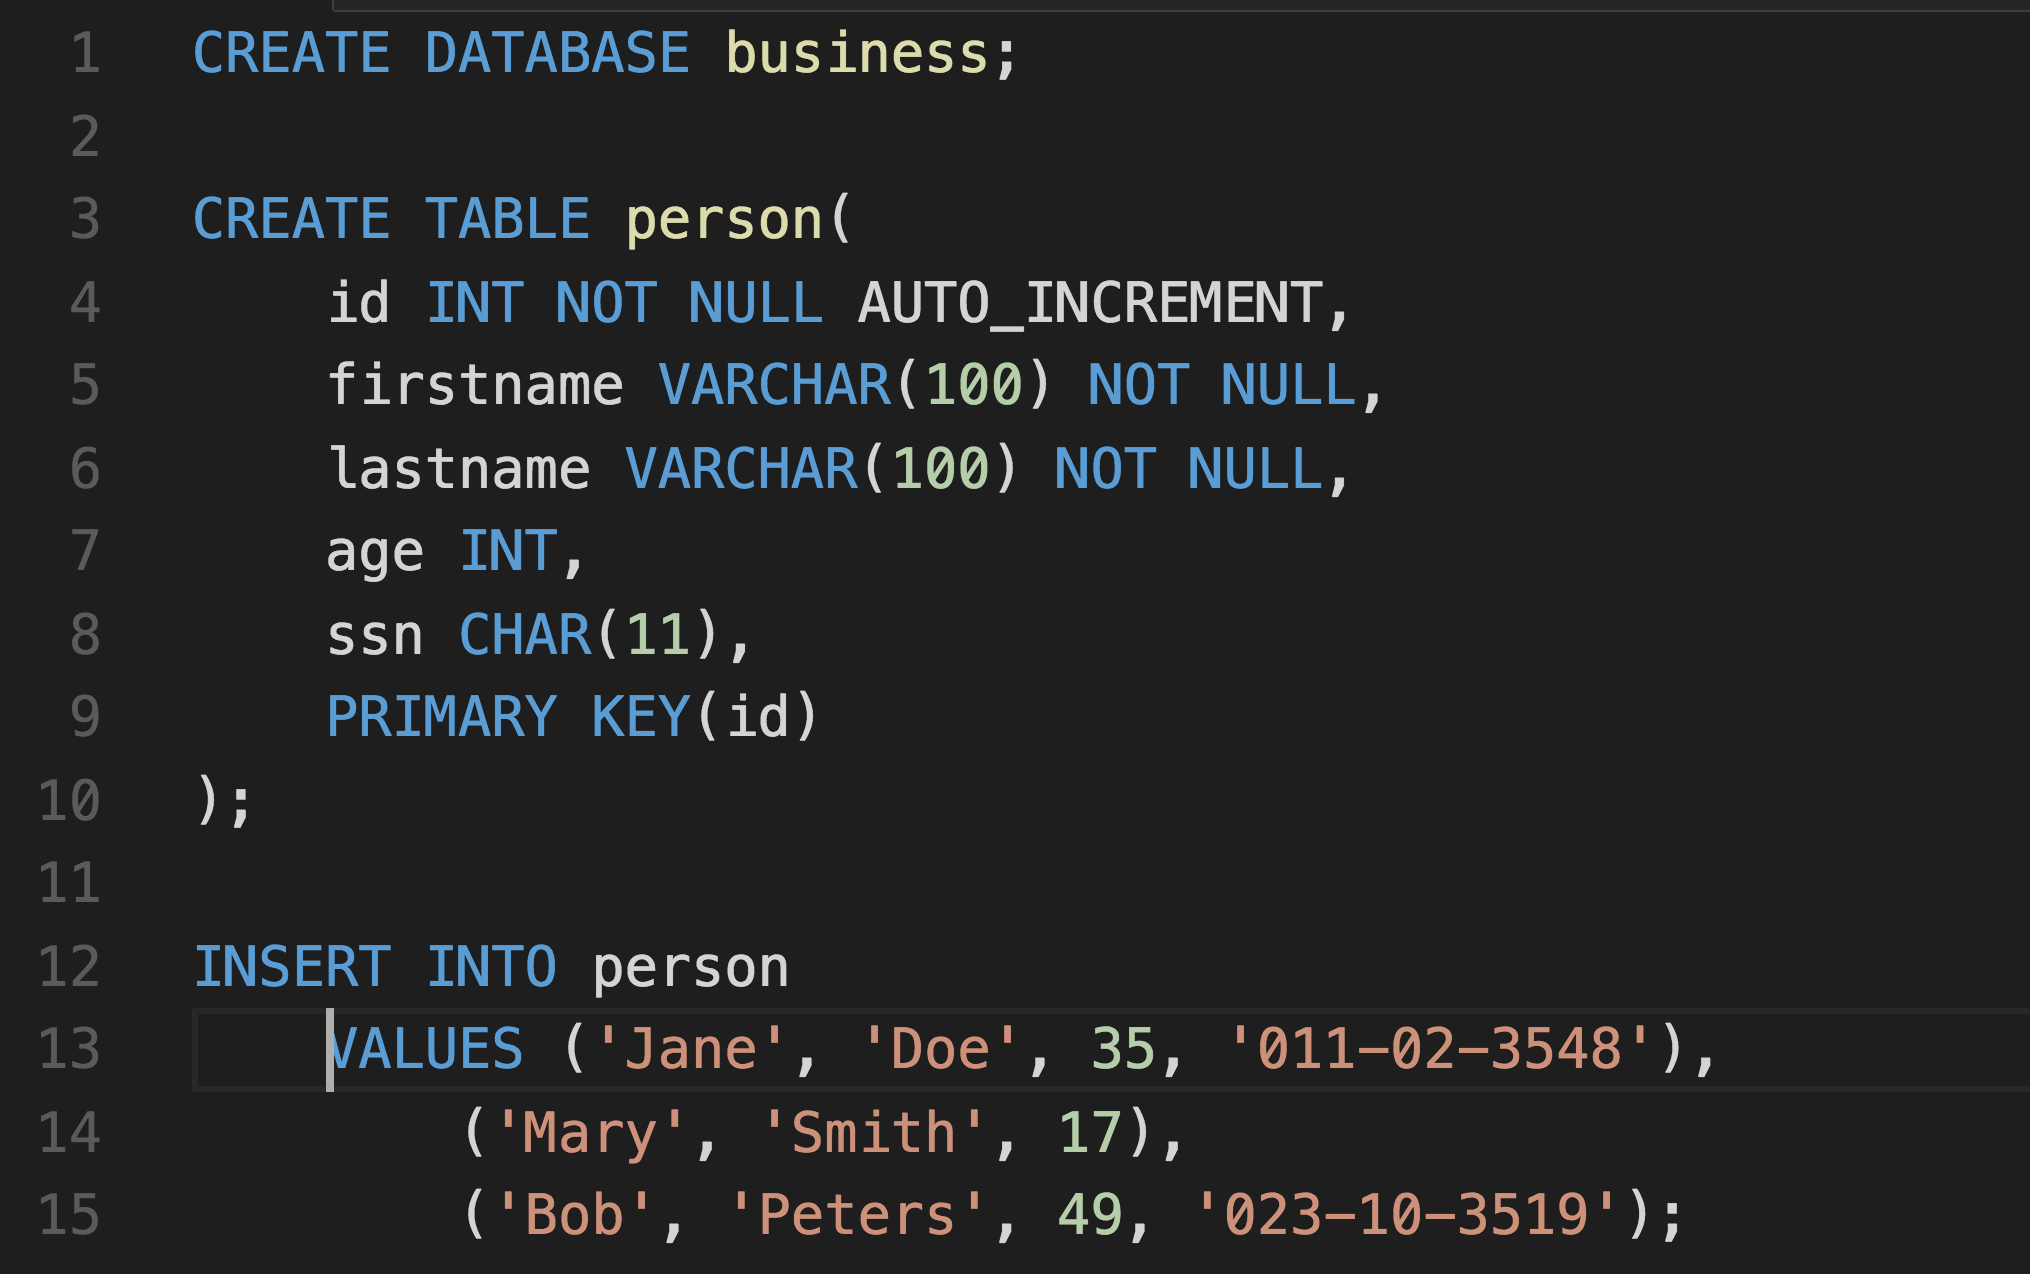 1 CREATE DATABASE business;
2
3 CREATE TABLE person(
4     id INT NOT NULL AUTO_INCREMENT,
5     firstname VARCHAR(100) NOT NULL,
6     lastname VARCHAR(100) NOT NULL,
7     age INT,
8     ssn CHAR(11),
9     PRIMARY KEY(id)
10 );
11
12 INSERT INTO person
13     VALUES ('Jane', 'Doe', 35, '011-02-3548'),
14         ('Mary', 'Smith', 17),
15         ('Bob', 'Peters', 49, '023-10-3519');